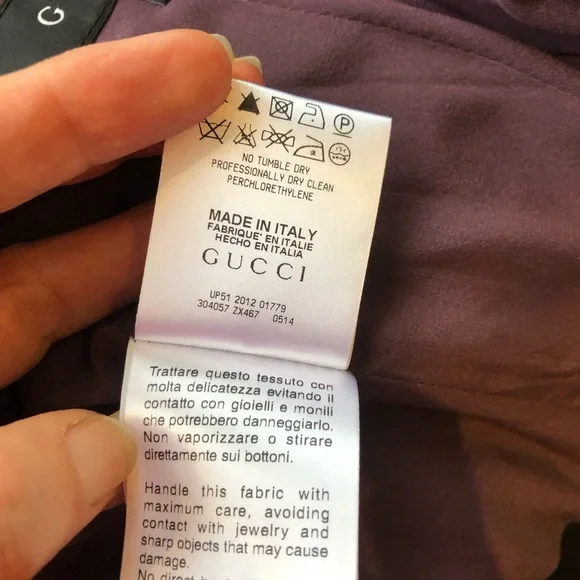 G
P
NO TUMBLE DRY
PROFESSIONALLY DRY CLEAN
PERCHLORETHYLENE
MADE IN ITALY
FABRIQUE' EN ITALIE
HECHO EN ITALIA
GUCCI
UP51 2012 01779
304057 ZX467 0514
Trattare questo tessuto con
molta delicatezza evitando il
contatto con gioielli e monili
che potrebbero danneggiarlo.
Non vaporizzare o stirare
direttamente sui bottoni.
Handle this fabric with
maximum care, avoiding
contact with jewelry and
sharp objects that may cause
damage.
No direct